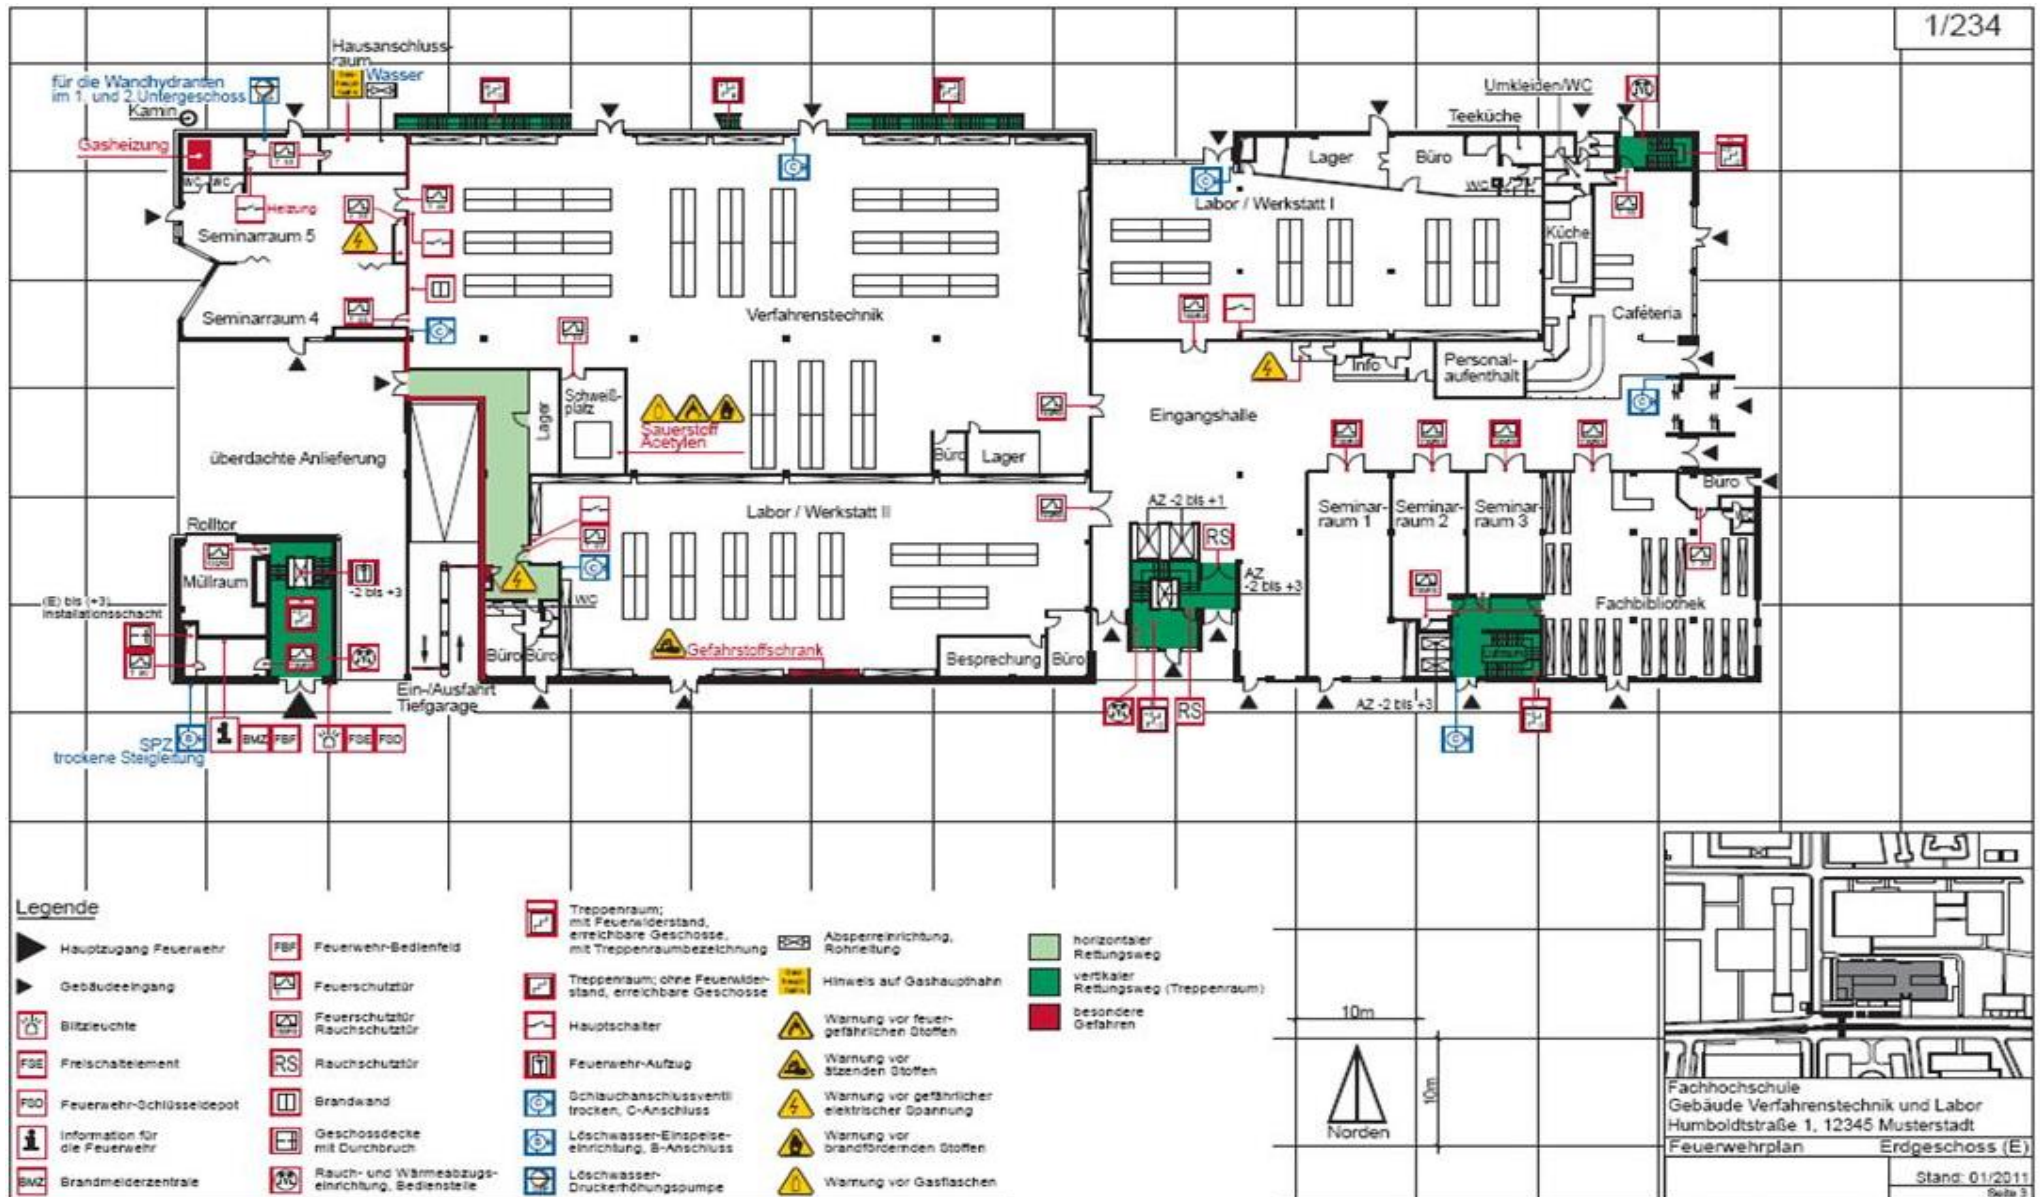 1/234
Hausanschluss-
raum
Wasser
für die Wandhydranten
im 1. und 2.Untergeschoss
Kamin
Gasheizung
WC
WC
Heizung
Seminarraum 5
Seminarraum 4
Verfahrenstechnik
Umkleiden/WC
Teeküche
Lager
Büro
WC
Labor / Werkstatt I
Küche
Caféteria
Info
Personal-
aufenthalt
Eingangshalle
Lager
Schweiß-
platz
Sauerstoff
Acetylen
Büro
Lager
überdachte Anlieferung
Rolltor
Müllraum
-2 bis +3
(E) bis (+3)
Installationsschacht
Labor / Werkstatt II
WC
Gefahrstoffschrank
Büro
Büro
Besprechung
Büro
AZ -2 bis +1
RS
AZ
-2 bis +3
Seminar-
raum 1
Seminar-
raum 2
Seminar-
raum 3
Büro
Fachbibliothek
Ein-/Ausfahrt
Tiefgarage
AZ -2 bis +3
RS
SPZ
trockene Steigleitung
BMZ
FBF
FSE
FSD
Legende
Hauptzugang Feuerwehr
Gebäudeeingang
Blitzleuchte
FSE
Freischaltelement
FSD
Feuerwehr-Schlüsseldepot
Information für
die Feuerwehr
BMZ
Brandmelderzentrale
FBF
Feuerwehr-Bedienfeld
Feuerschutztür
Feuerschutztür
Rauchschutztür
RS
Rauchschutztür
Brandwand
Geschossdecke
mit Durchbruch
Rauch- und Wärmeabzugs-
einrichtung, Bedienstelle
Treppenraum;
mit Feuerwiderstand,
erreichbare Geschosse,
mit Treppenraumbezeichnung
Treppenraum; ohne Feuerwider-
stand, erreichbare Geschosse
Hauptschalter
Feuerwehr-Aufzug
Schlauchanschlussventil
trocken, C-Anschluss
Löschwasser-Einspeise-
einrichtung, B-Anschluss
Löschwasser-
Druckerhöhungspumpe
Absperreinrichtung,
Rohrleitung
Hinweis auf Gashaupthahn
Warnung vor feuer-
gefährlichen Stoffen
Warnung vor
ätzenden Stoffen
Warnung vor gefährlicher
elektrischer Spannung
Warnung vor
brandfördernden Stoffen
Warnung vor Gasflaschen
horizontaler
Rettungsweg
vertikaler
Rettungsweg (Treppenraum)
besondere
Gefahren
10m
10m
Norden
Fachhochschule
Gebäude Verfahrenstechnik und Labor
Humboldtstraße 1, 12345 Musterstadt
Feuerwehrplan Erdgeschoss (E)
Stand: 01/2011